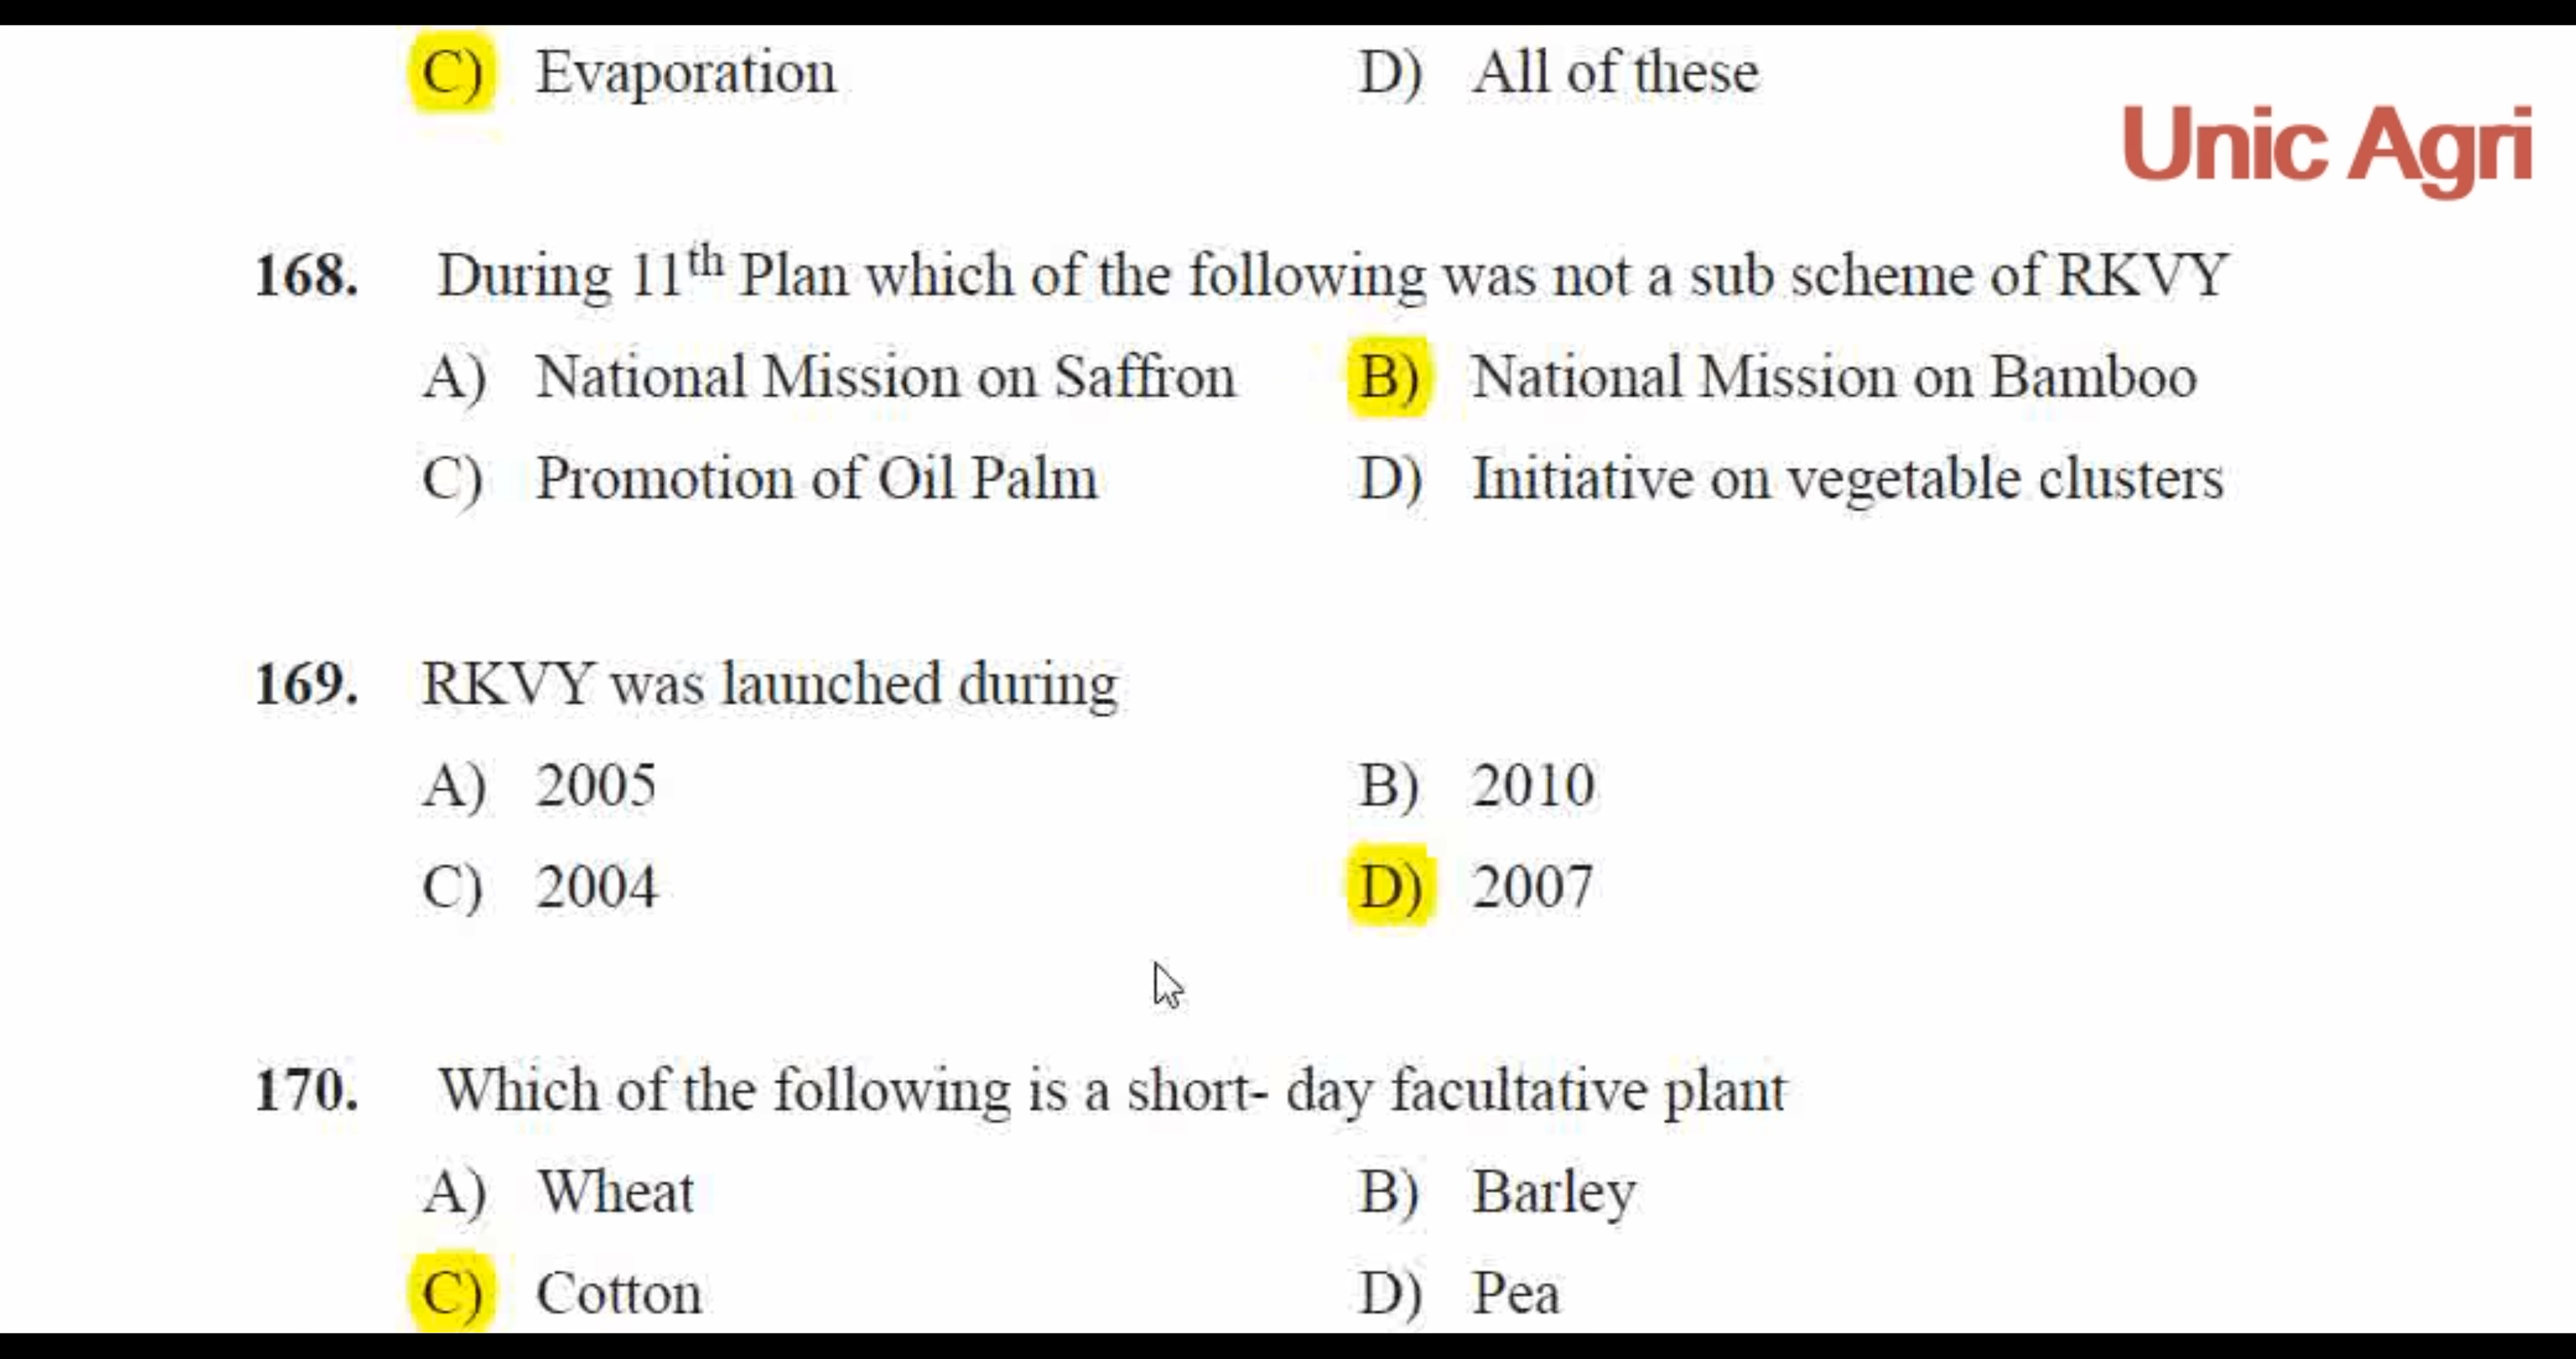 C) Evaporation D) All of these
Unic Agri
168. During 11th Plan which of the following was not a sub scheme of RKVY
A) National Mission on Saffron B) National Mission on Bamboo
C) Promotion of Oil Palm D) Initiative on vegetable clusters
169. RKVY was launched during
A) 2005 B) 2010
C) 2004 D) 2007
170. Which of the following is a short- day facultative plant
A) Wheat B) Barley
C) Cotton D) Pea